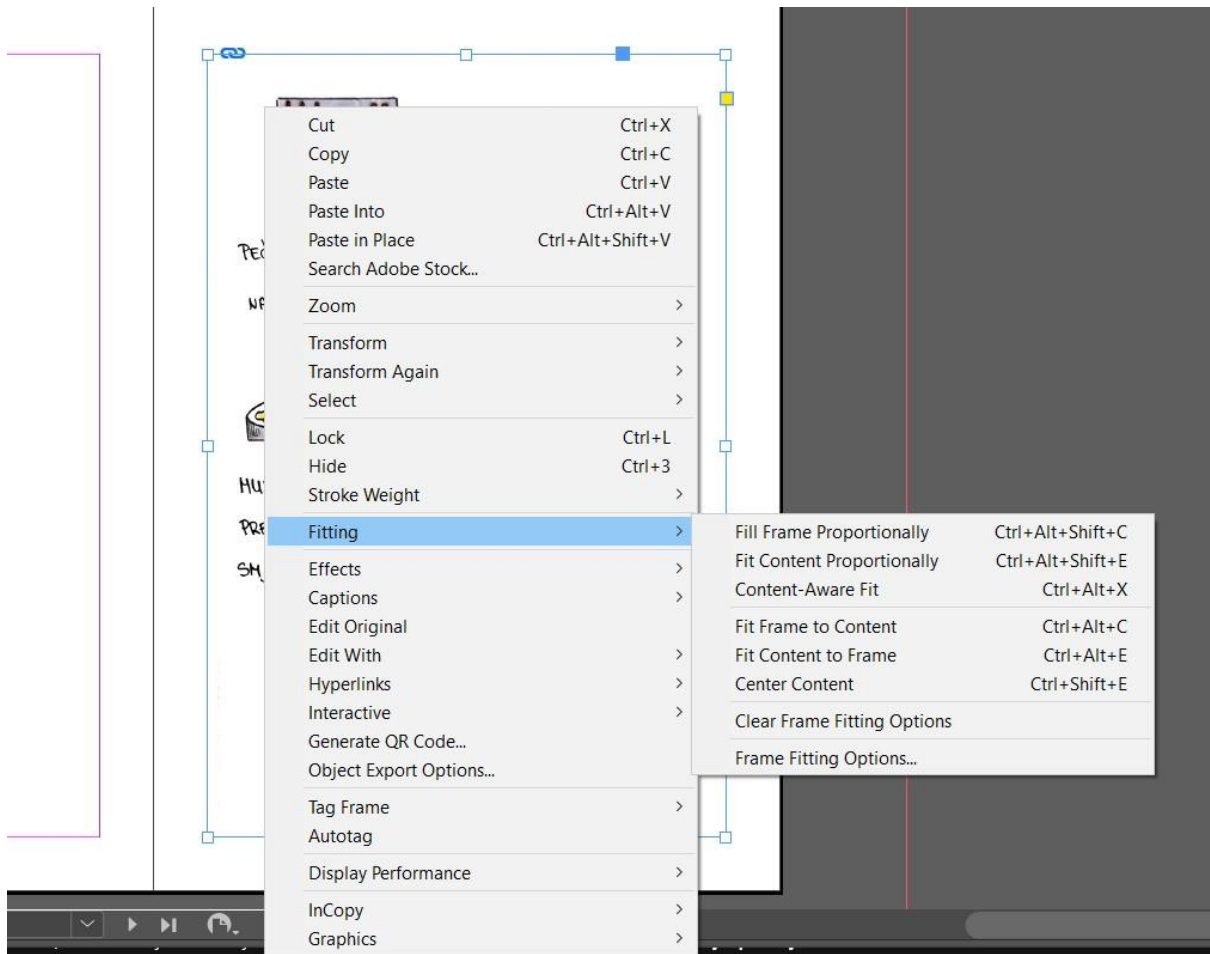 Cut Ctrl+X
Copy Ctrl+C
Paste Ctrl+V
Paste Into Ctrl+Alt+V
Paste in Place Ctrl+Alt+Shift+V
Search Adobe Stock...
Zoom
Transform
Transform Again
Select
Lock Ctrl+L
Hide Ctrl+3
Stroke Weight
Fitting
Effects
Captions
Edit Original
Edit With
Hyperlinks
Interactive
Generate QR Code...
Object Export Options...
Tag Frame
Autotag
Display Performance
InCopy
Graphics
Fill Frame Proportionally Ctrl+Alt+Shift+C
Fit Content Proportionally Ctrl+Alt+Shift+E
Content-Aware Fit Ctrl+Alt+X
Fit Frame to Content Ctrl+Alt+C
Fit Content to Frame Ctrl+Alt+E
Center Content Ctrl+Shift+E
Clear Frame Fitting Options
Frame Fitting Options...